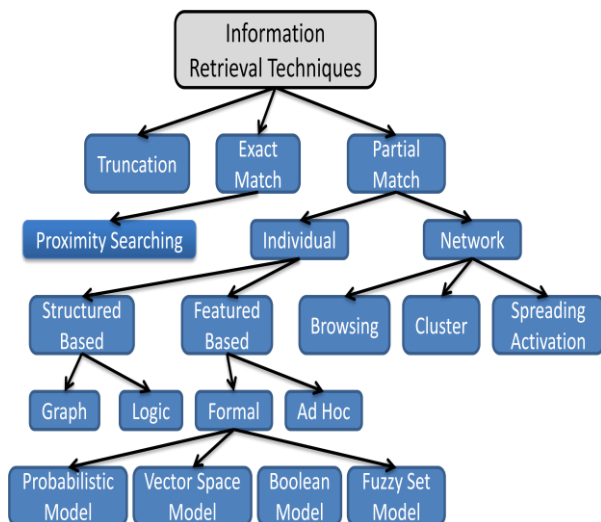 Information
Retrieval Techniques
Truncation
Exact
Match
Partial
Match
Proximity Searching
Individual
Network
Structured
Based
Featured
Based
Browsing
Cluster
Spreading
Activation
Graph
Logic
Formal
Ad Hoc
Probabilistic
Model
Vector Space
Model
Boolean
Model
Fuzzy Set
Model